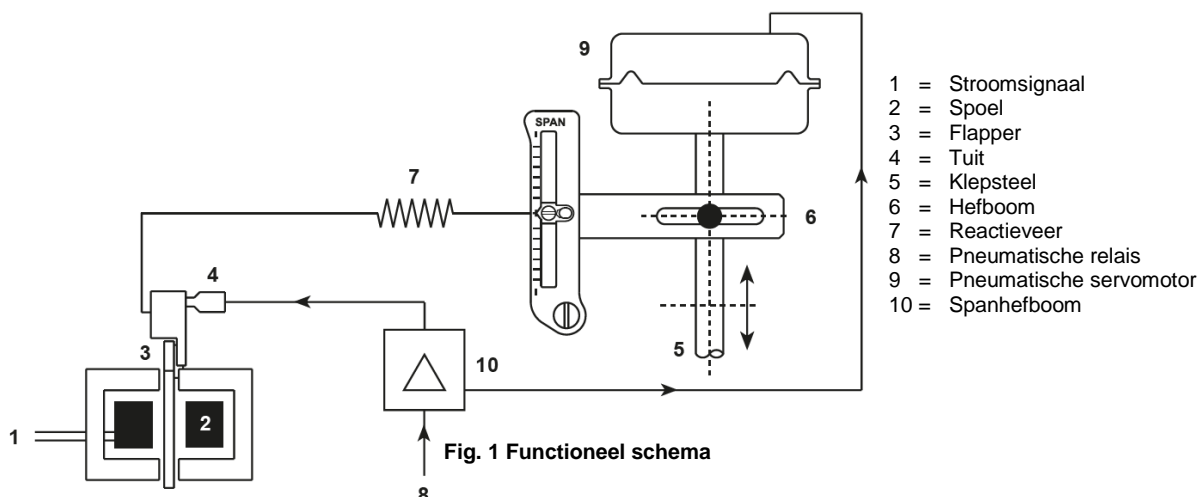 9
SPAN
7
6
4
3
5
10
2
1
8
Fig. 1 Functioneel schema
1 = Stroomsignaal
2 = Spoel
3 = Flapper
4 = Tuit
5 = Klepsteel
6 = Hefboom
7 = Reactieveer
8 = Pneumatische relais
9 = Pneumatische servomotor
10 = Spanhefboom